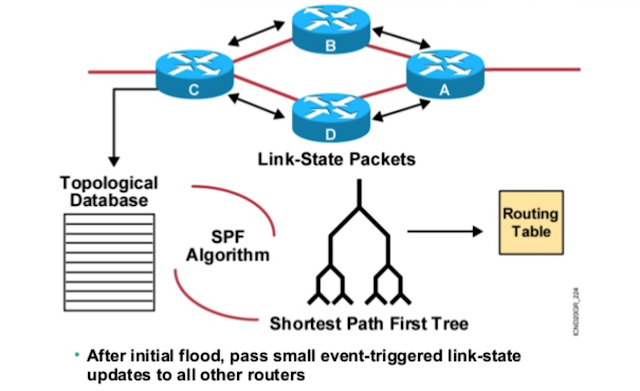 B
C
A
D
Link-State Packets
Topological
Database
SPF
Algorithm
Routing
Table
Shortest Path First Tree
ICND20GR_224
• After initial flood, pass small event-triggered link-state
updates to all other routers